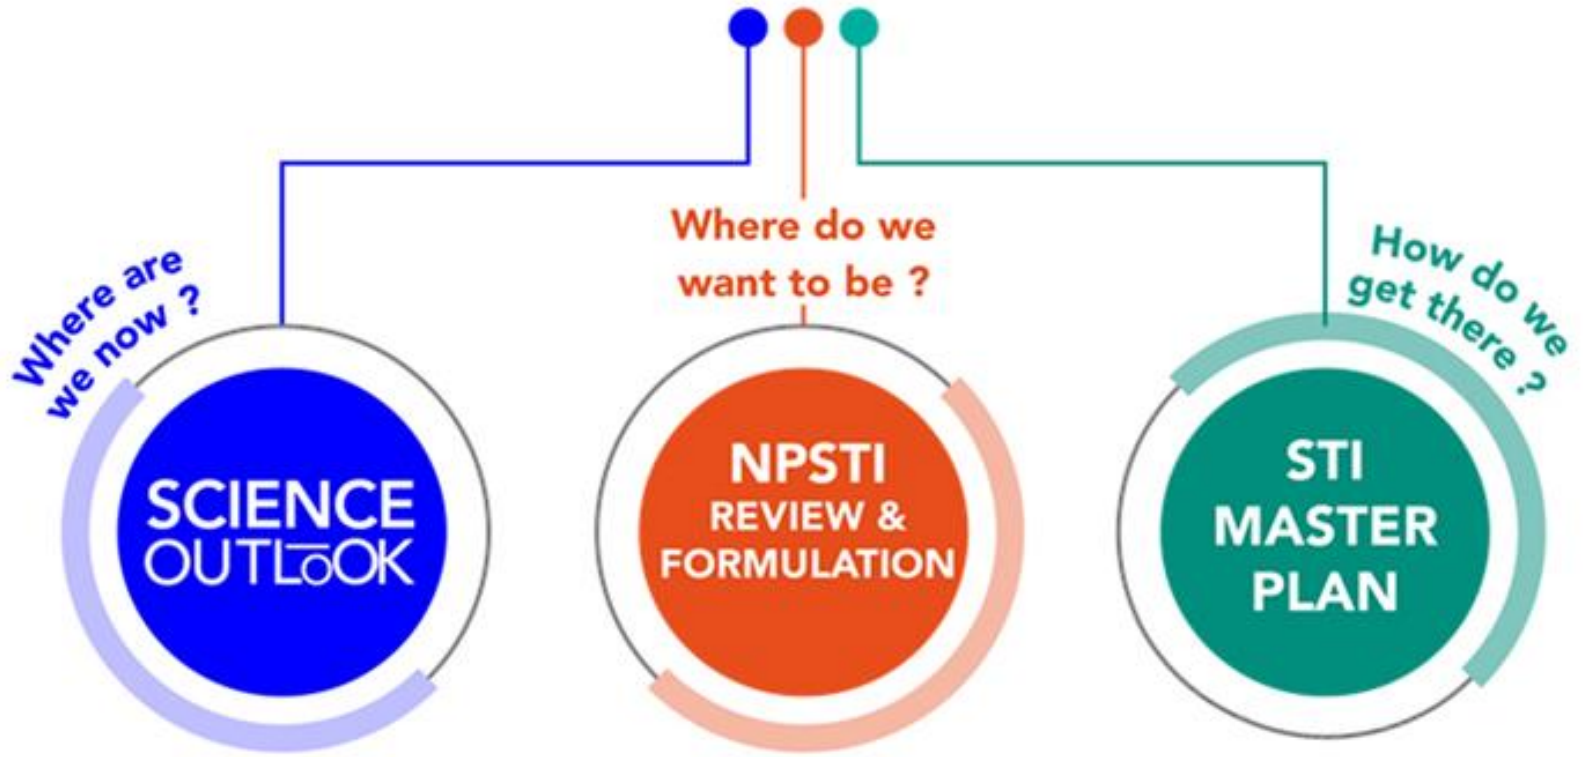 Where are
we now ?
SCIENCE
OUTLOOK
Where do we
want to be ?
NPSTI
REVIEW &
FORMULATION
How do we
get there ?
STI
MASTER
PLAN